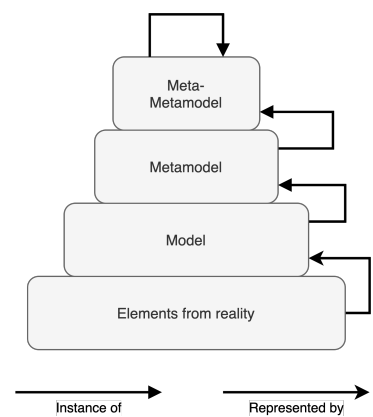 Meta-
Metamodel
Metamodel
Model
Elements from reality
Instance of
Represented by